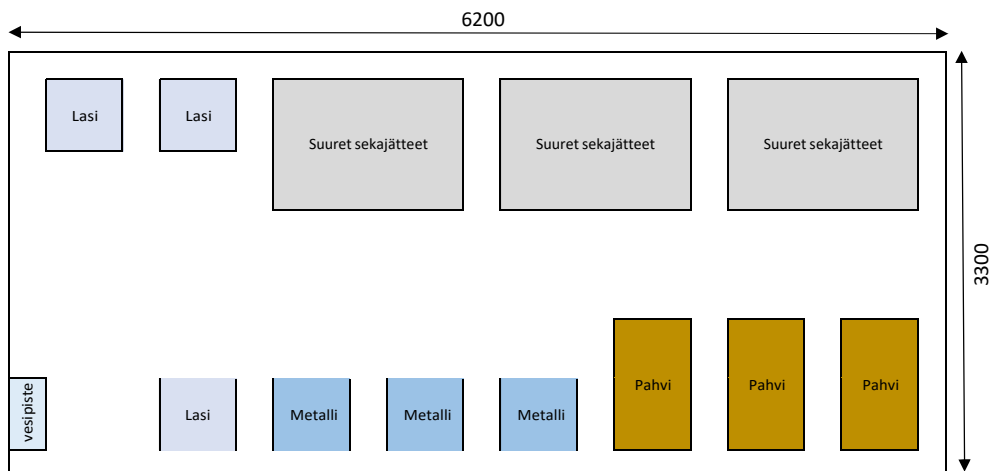 6200
Lasi
Lasi
Suuret sekajätteet
Suuret sekajätteet
Suuret sekajätteet
3300
vesipiste
Lasi
Metalli
Metalli
Metalli
Pahvi
Pahvi
Pahvi